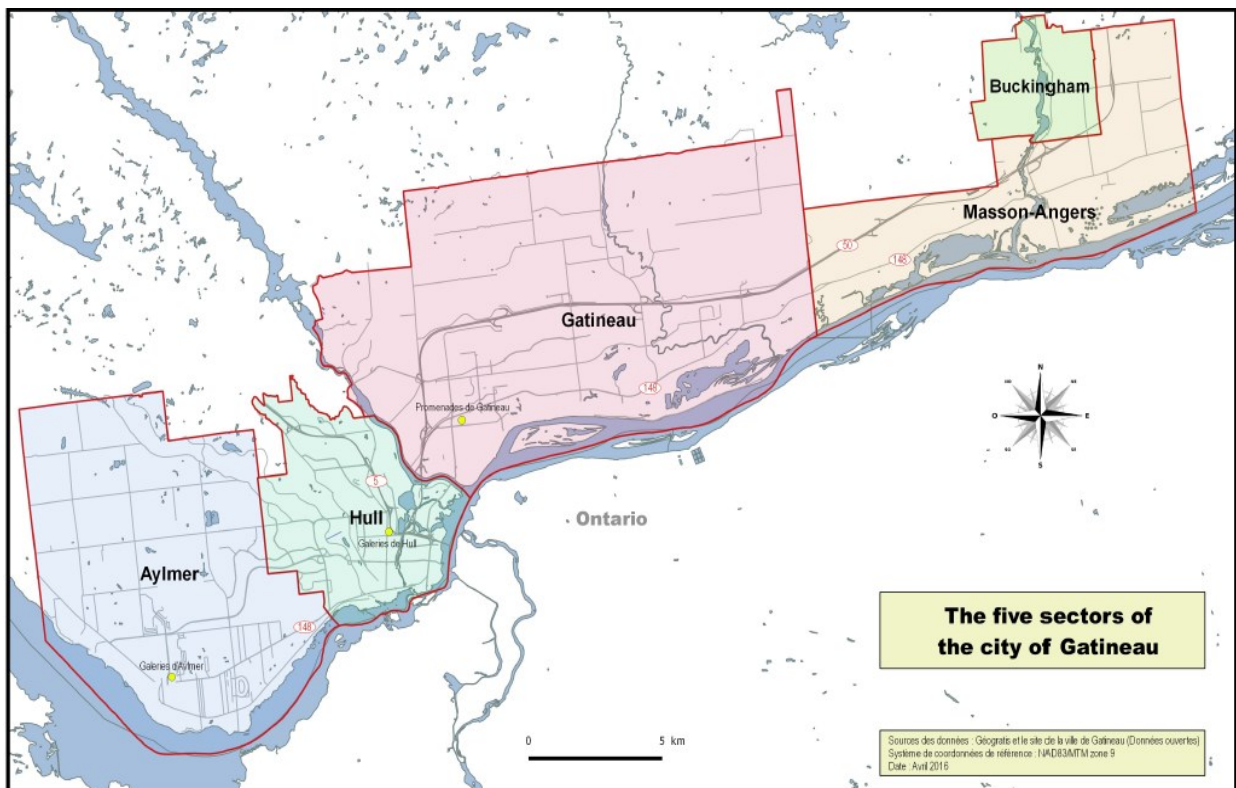 Buckingham
Masson-Angers
50
148
Gatineau
148
Promenades de Gatineau
N
O
E
S
5
Hull
Galeries de Hull
Ontario
Aylmer
148
Galeries d'Aylmer
The five sectors of
the city of Gatineau
0 5 km
Sources des données : Géogratis et le site de la ville de Gatineau (Données ouvertes)
Système de coordonnées de référence : NAD83/MTM zone 9
Date : Avril 2016